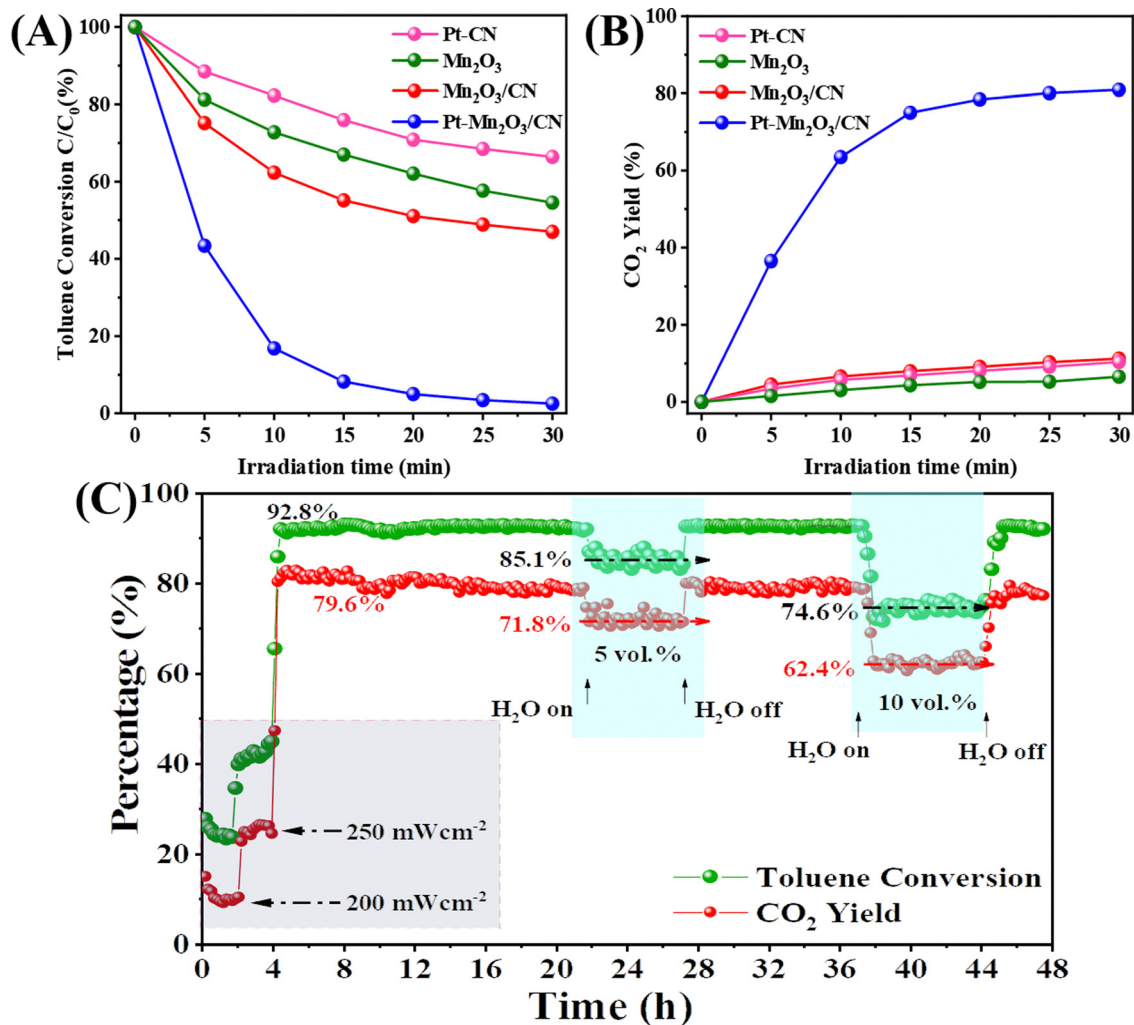 (A)
Toluene Conversion C/C₀(%)
100
80
60
40
20
0
Pt-CN
Mn₂O₃
Mn₂O₃/CN
Pt-Mn₂O₃/CN
0 5 10 15 20 25 30
Irradiation time (min)
(B)
CO₂ Yield (%)
100
80
60
40
20
0
Pt-CN
Mn₂O₃
Mn₂O₃/CN
Pt-Mn₂O₃/CN
0 5 10 15 20 25 30
Irradiation time (min)
(C)
Percentage (%)
100
80
60
40
20
0
92.8%
79.6%
85.1%
71.8%
5 vol.%
H₂O on
H₂O off
74.6%
62.4%
10 vol.%
H₂O on
H₂O off
250 mWcm⁻²
200 mWcm⁻²
Toluene Conversion
CO₂ Yield
0 4 8 12 16 20 24 28 32 36 40 44 48
Time (h)